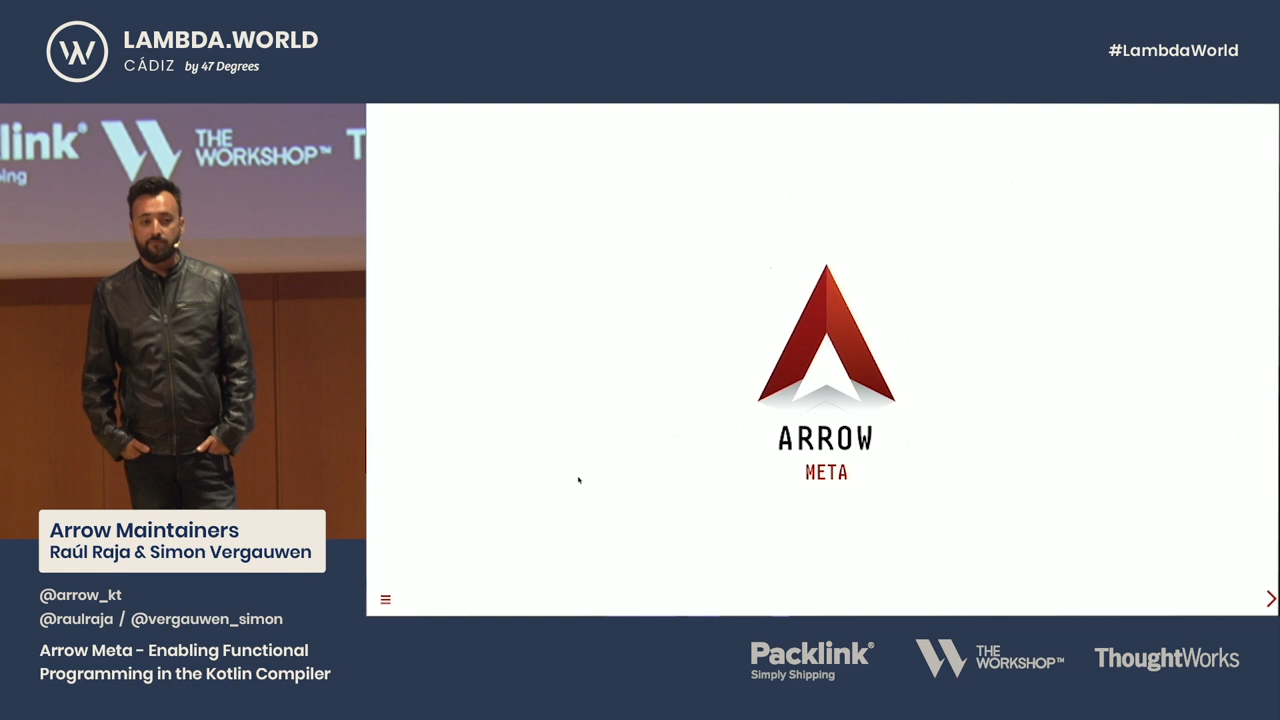 LAMBDA.WORLD
CÁDIZ by 47 Degrees
#LambdaWorld
link®
THE
WORKSHOP™
T
ARROW
META
Arrow Maintainers
Raúl Raja & Simon Vergauwen
@arrow_kt
@raulraja / @vergauwen_simon
Arrow Meta - Enabling Functional
Programming in the Kotlin Compiler
Packlink®
Simply Shipping
THE
WORKSHOP™
ThoughtWorks